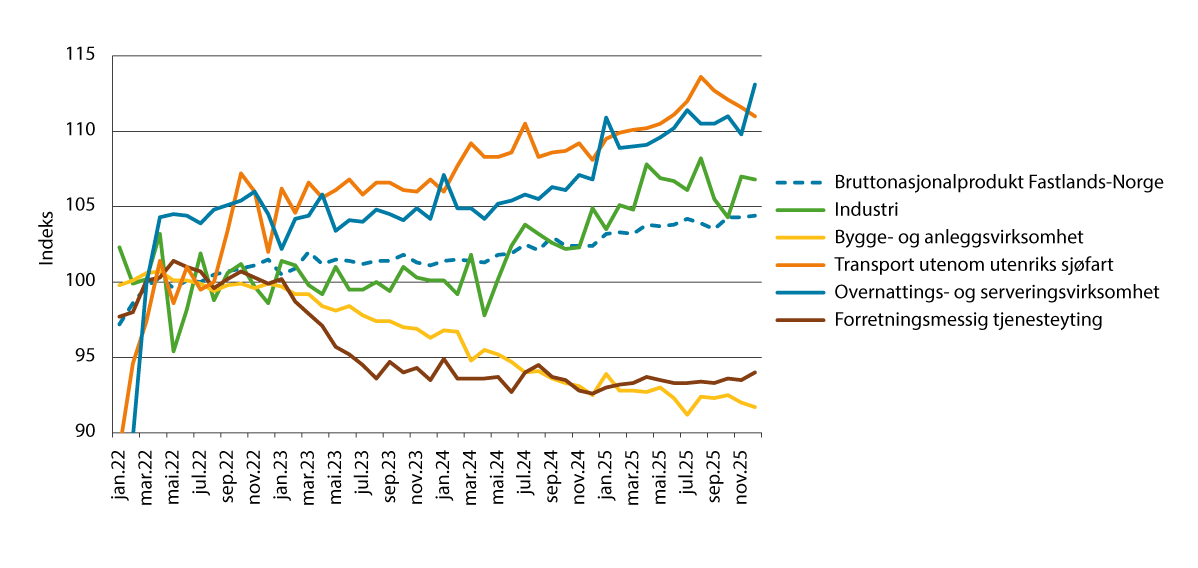 115
110
105
100
95
90
Indeks
jan.22
mar.22
mai.22
jul.22
sep.22
nov.22
jan.23
mar.23
mai.23
jul.23
sep.23
nov.23
jan.24
mar.24
mai.24
jul.24
sep.24
nov.24
jan.25
mar.25
mai.25
jul.25
sep.25
nov.25
Bruttonasjonalprodukt Fastlands-Norge
Industri
Bygge- og anleggsvirksomhet
Transport utenom utenriks sjøfart
Overnattings- og serveringsvirksomhet
Forretningsmessig tjenesteyting